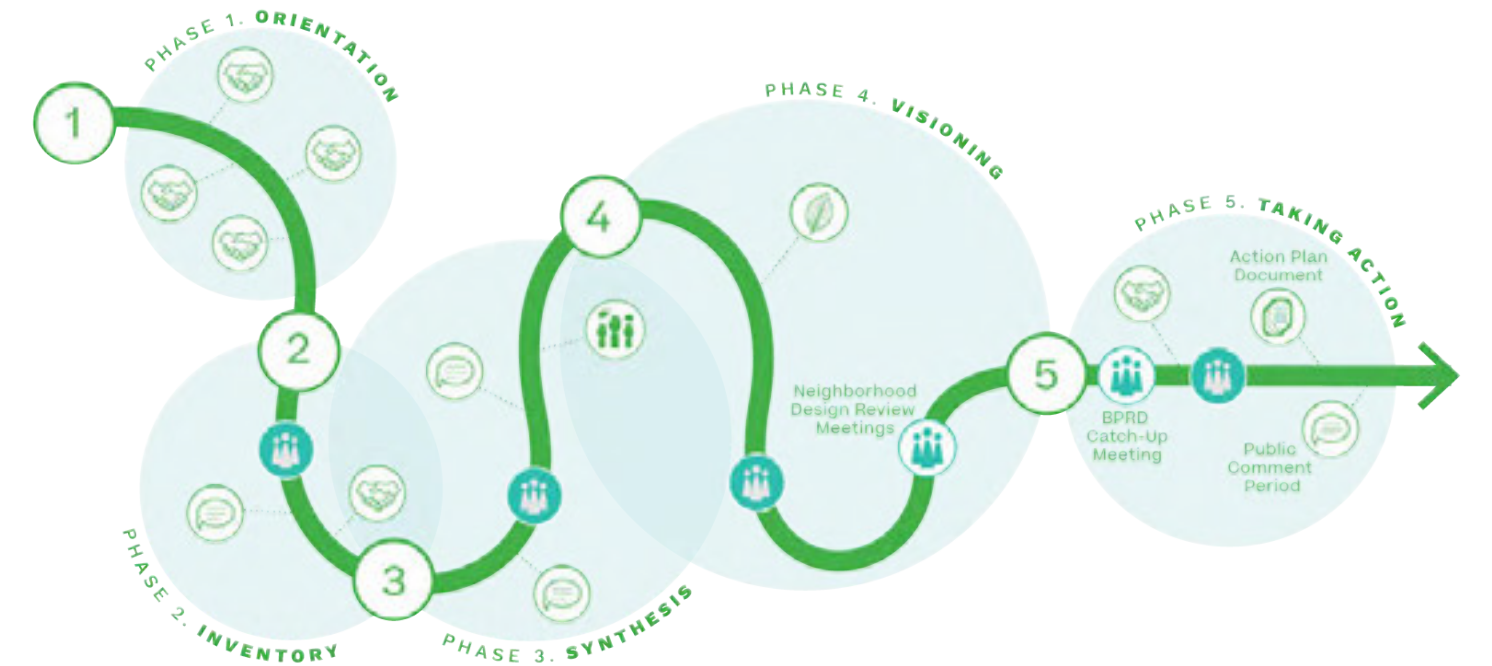 PHASE 1. ORIENTATION
1
2
PHASE 2. INVENTORY
3
PHASE 3. SYNTHESIS
4
PHASE 4. VISIONING
Neighborhood
Design Review
Meetings
5
PHASE 5. TAKING ACTION
BPRD
Catch-Up
Meeting
Action Plan
Document
Public
Comment
Period